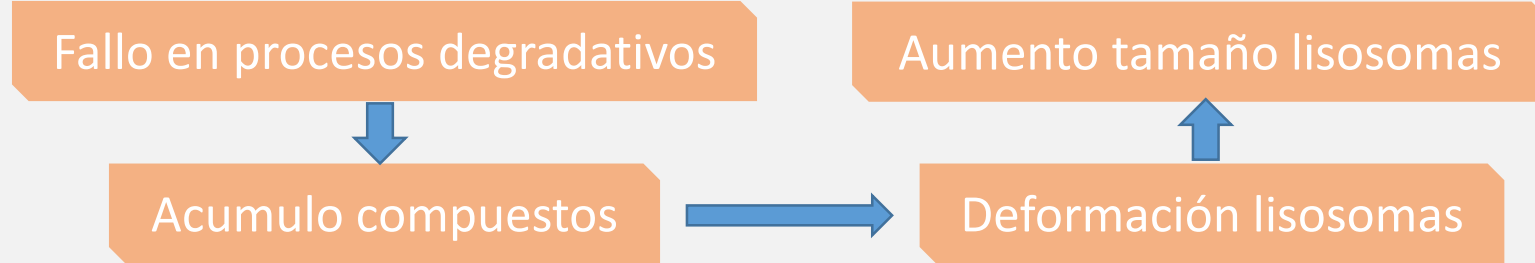 Fallo en procesos degradativos
Aumento tamaño lisosomas
Acumulo compuestos
Deformación lisosomas